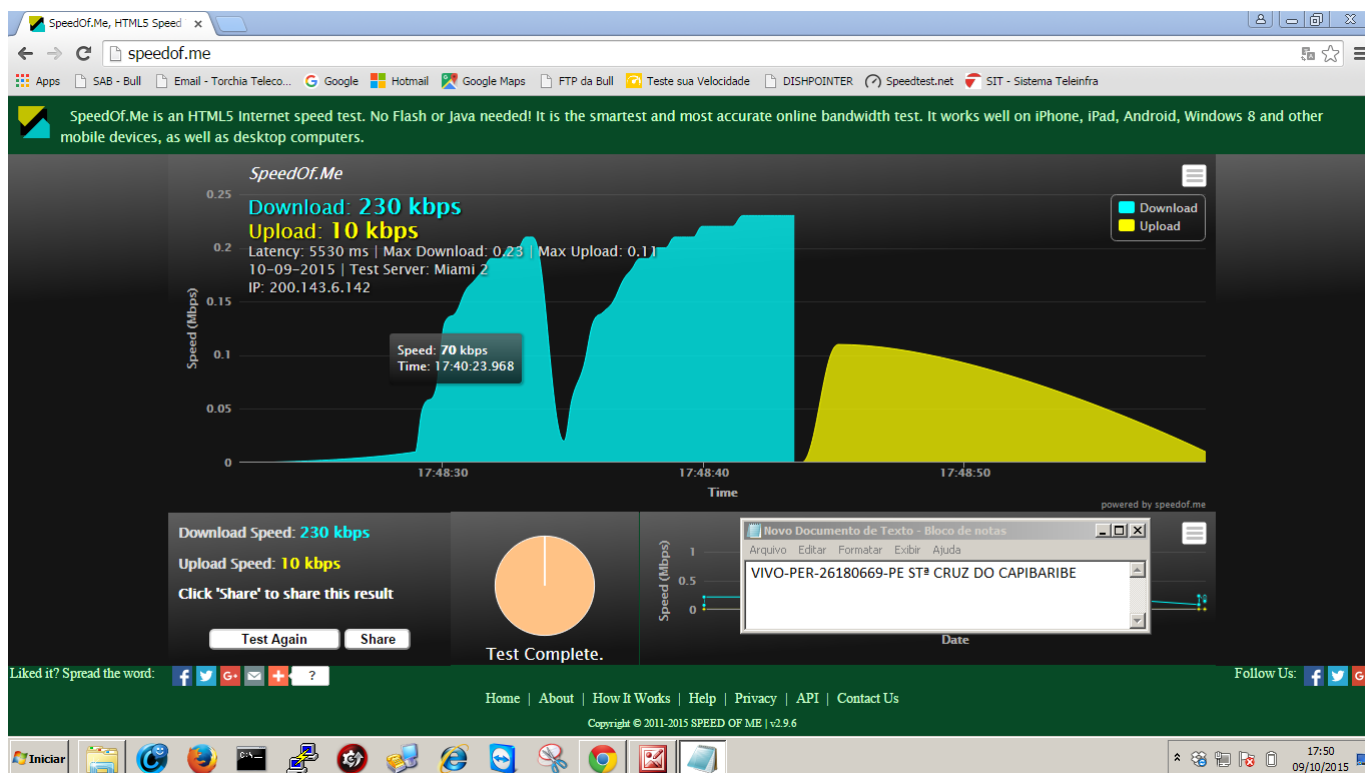 SpeedOf.Me, HTML5 Speed
speedof.me
Apps SAB - Bull Email - Torchia Teleco... Google Hotmail Google Maps FTP da Bull Teste sua Velocidade DISHPOINTER Speedtest.net SIT - Sistema Teleinfra
SpeedOf.Me is an HTML5 Internet speed test. No Flash or Java needed! It is the smartest and most accurate online bandwidth test. It works well on iPhone, iPad, Android, Windows 8 and other
mobile devices, as well as desktop computers.
SpeedOf.Me
Download: 230 kbps
Upload: 10 kbps
Latency: 5530 ms | Max Download: 0.23 | Max Upload: 0.11
10-09-2015 | Test Server: Miami 2
IP: 200.143.6.142
Download
Upload
0.25
0.2
0.15
0.1
0.05
0
Speed (Mbps)
Speed: 70 kbps
Time: 17:40:23.968
17:48:30 17:48:40 17:48:50
Time
powered by speedof.me
Download Speed: 230 kbps
Upload Speed: 10 kbps
Click 'Share' to share this result
Test Again Share
Test Complete.
Speed (Mbps)
1
0.5
0
Date
Novo Documento de Texto - Bloco de notas
Arquivo Editar Formatar Exibir Ajuda
VIVO-PER-26180669-PE STª CRUZ DO CAPIBARIBE
Liked it? Spread the word: ?
Follow Us:
Home | About | How It Works | Help | Privacy | API | Contact Us
Copyright © 2011-2015 SPEED OF ME | v2.9.6
Iniciar
17:50
09/10/2015